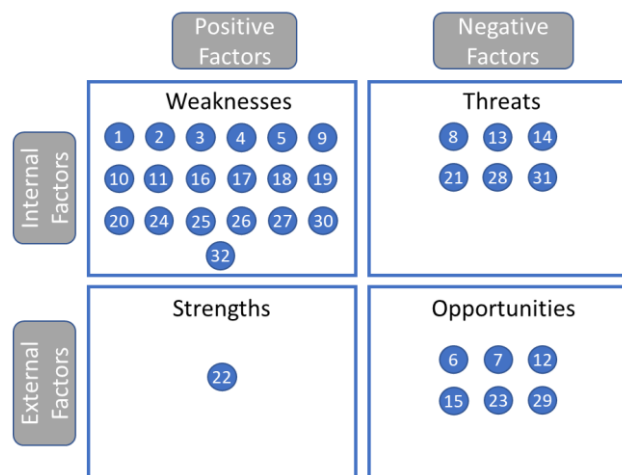 Positive
Factors
Negative
Factors
Internal
Factors
Weaknesses
1 2 3 4 5 9
10 11 16 17 18 19
20 24 25 26 27 30
32
Threats
8 13 14
21 28 31
External
Factors
Strengths
22
Opportunities
6 7 12
15 23 29